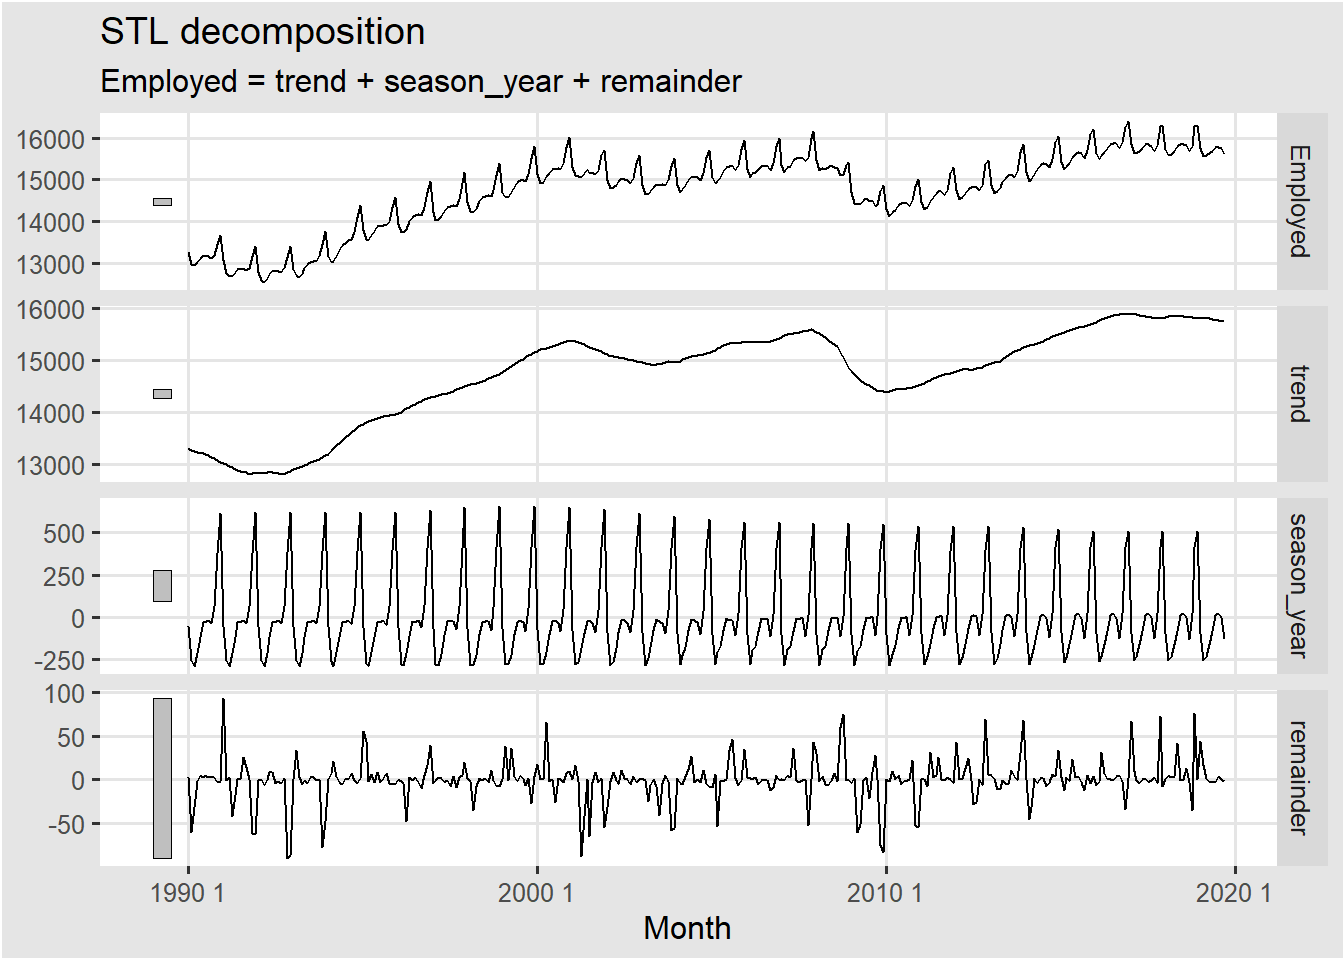 STL decomposition
Employed = trend + season_year + remainder
16000
15000
14000
13000
Employed
16000
15000
14000
13000
trend
500
250
0
-250
season_year
100
50
0
-50
remainder
1990 1
2000 1
2010 1
2020 1
Month